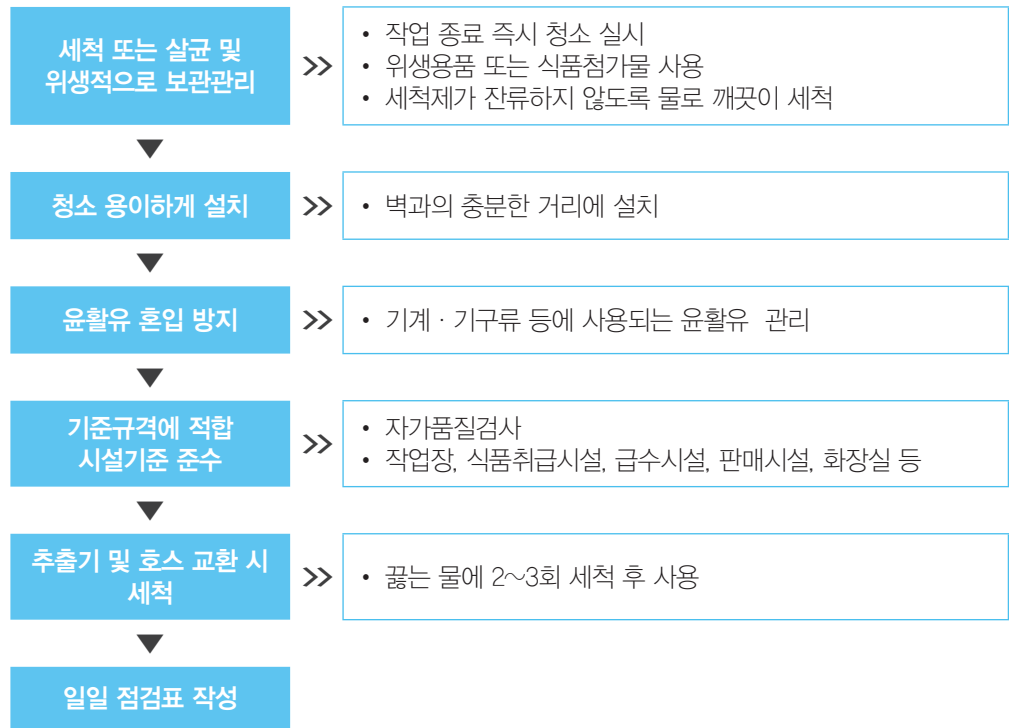 세척 또는 살균 및
위생적으로 보관관리
• 작업 종료 즉시 청소 실시
• 위생용품 또는 식품첨가물 사용
• 세척제가 잔류하지 않도록 물로 깨끗이 세척
청소 용이하게 설치
• 벽과의 충분한 거리에 설치
윤활유 혼입 방지
• 기계 · 기구류 등에 사용되는 윤활유 관리
기준규격에 적합
시설기준 준수
• 자가품질검사
• 작업장, 식품취급시설, 급수시설, 판매시설, 화장실 등
추출기 및 호스 교환 시
세척
• 끓는 물에 2~3회 세척 후 사용
일일 점검표 작성